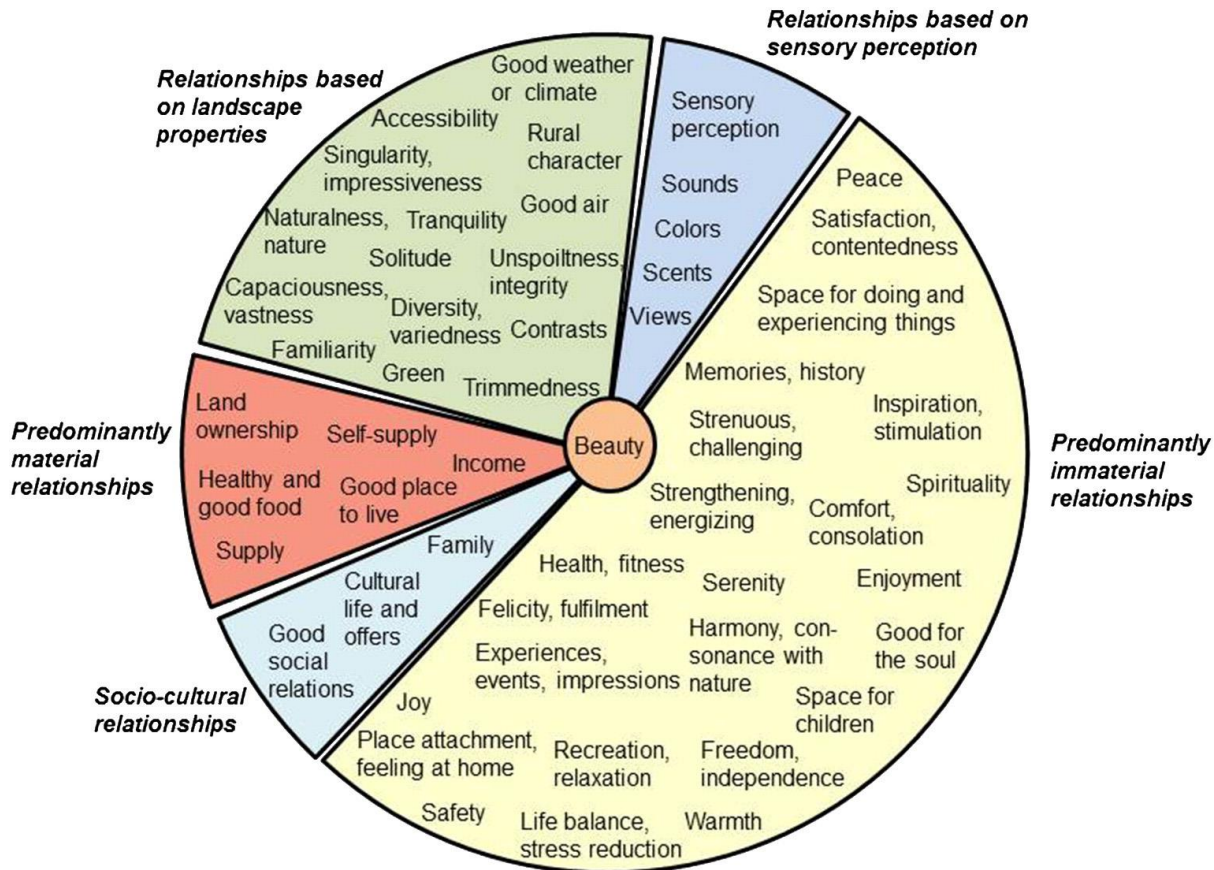 Relationships based on
sensory perception
Relationships based
on landscape
properties
Good weather
or climate
Accessibility
Rural
character
Singularity,
impressiveness
Good air
Naturalness,
nature
Tranquility
Solitude
Unspoiltness,
integrity
Capaciousness,
vastness
Diversity,
variedness
Contrasts
Familiarity
Green
Trimmedness
Sensory
perception
Sounds
Colors
Scents
Views
Beauty
Predominantly
material
relationships
Land
ownership
Self-supply
Income
Healthy and
good food
Good place
to live
Supply
Socio-cultural
relationships
Family
Cultural
life and
offers
Good
social
relations
Predominantly
immaterial
relationships
Peace
Satisfaction,
contentedness
Space for doing and
experiencing things
Memories, history
Inspiration,
stimulation
Strenuous,
challenging
Spirituality
Strengthening,
energizing
Comfort,
consolation
Health, fitness
Serenity
Enjoyment
Felicity, fulfilment
Harmony, con-
sonance with
nature
Good for
the soul
Experiences,
events, impressions
Space for
children
Joy
Place attachment,
feeling at home
Recreation,
relaxation
Freedom,
independence
Safety
Life balance,
stress reduction
Warmth